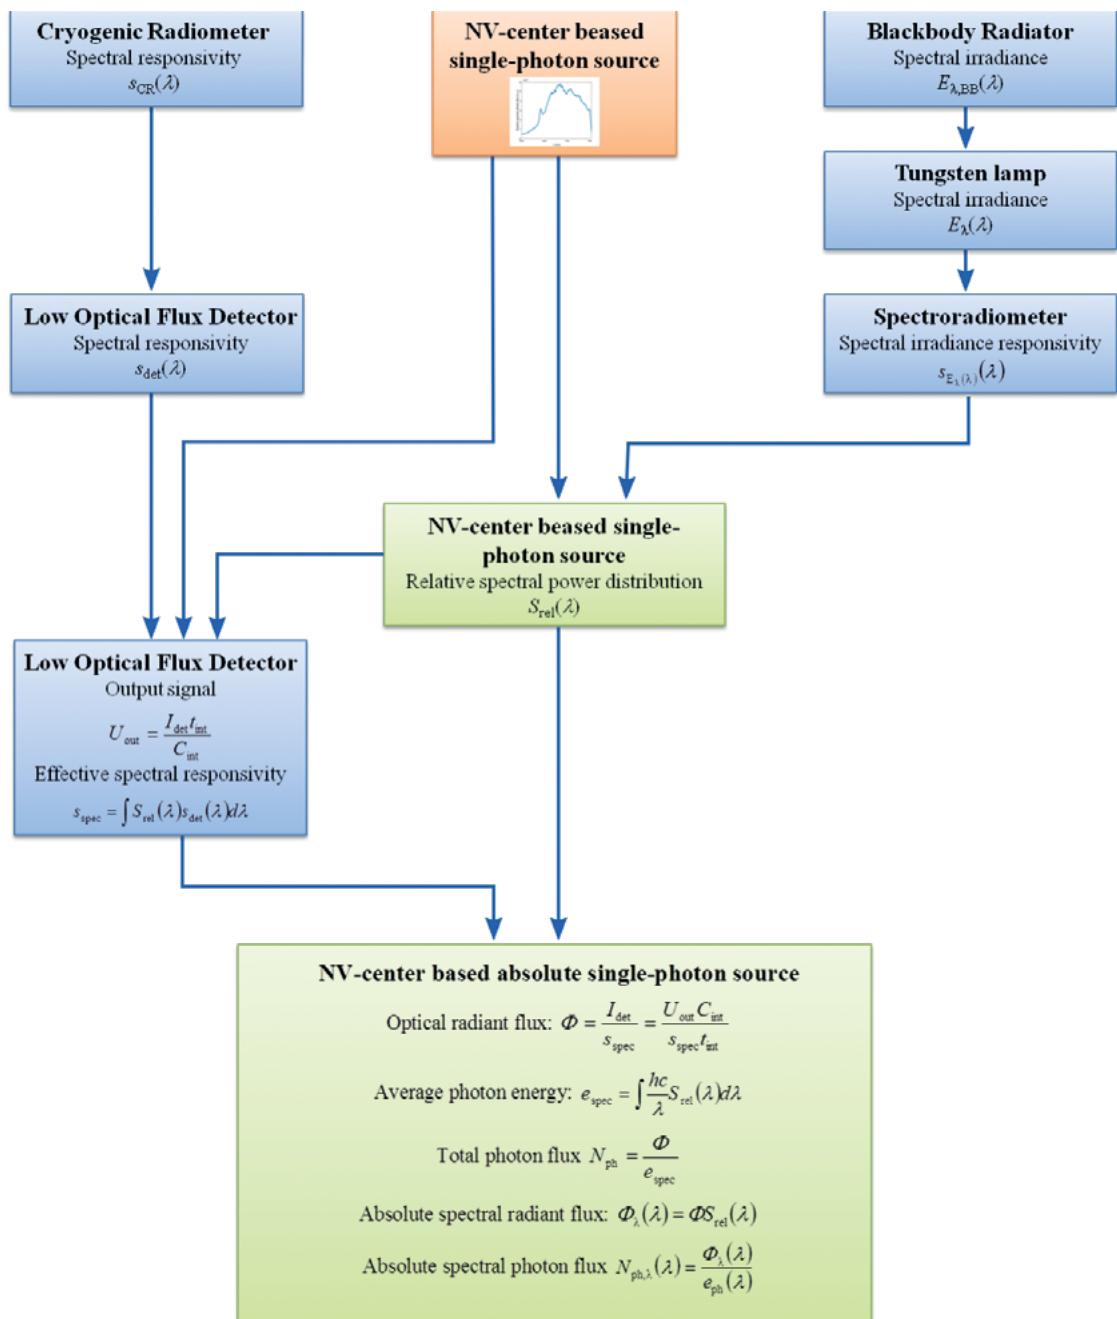 Cryogenic Radiometer
Spectral responsivity
s_CR(λ)
NV-center beased
single-photon source
Blackbody Radiator
Spectral irradiance
E_λ,BB(λ)
Tungsten lamp
Spectral irradiance
E_λ(λ)
Low Optical Flux Detector
Spectral responsivity
s_det(λ)
Spectroradiometer
Spectral irradiance responsivity
s_E_λ(λ)(λ)
NV-center beased single-
photon source
Relative spectral power distribution
S_rel(λ)
Low Optical Flux Detector
Output signal
U_out = I_det t_int / C_int
Effective spectral responsivity
s_spec = ∫ S_rel(λ) s_det(λ) dλ
NV-center based absolute single-photon source
Optical radiant flux: Φ = I_det / s_spec = U_out C_int / s_spec t_int
Average photon energy: e_spec = ∫ hc/λ S_rel(λ) dλ
Total photon flux N_ph = Φ / e_spec
Absolute spectral radiant flux: Φ_λ(λ) = Φ S_rel(λ)
Absolute spectral photon flux N_ph,λ(λ) = Φ_λ(λ) / e_ph(λ)